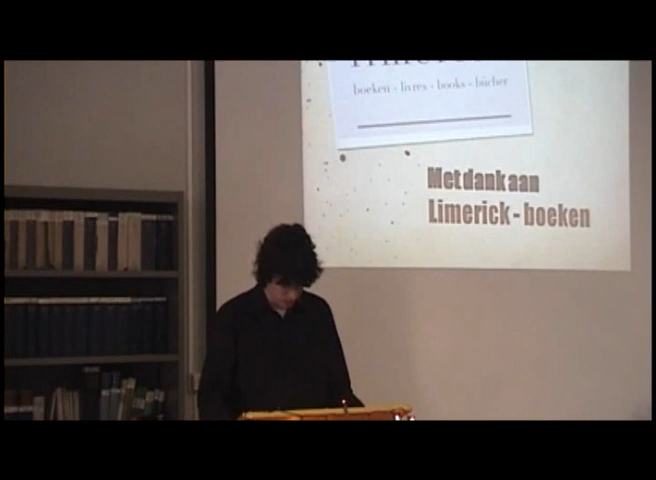 boeken - livres - books - bücher
Met dank aan
Limerick - boeken